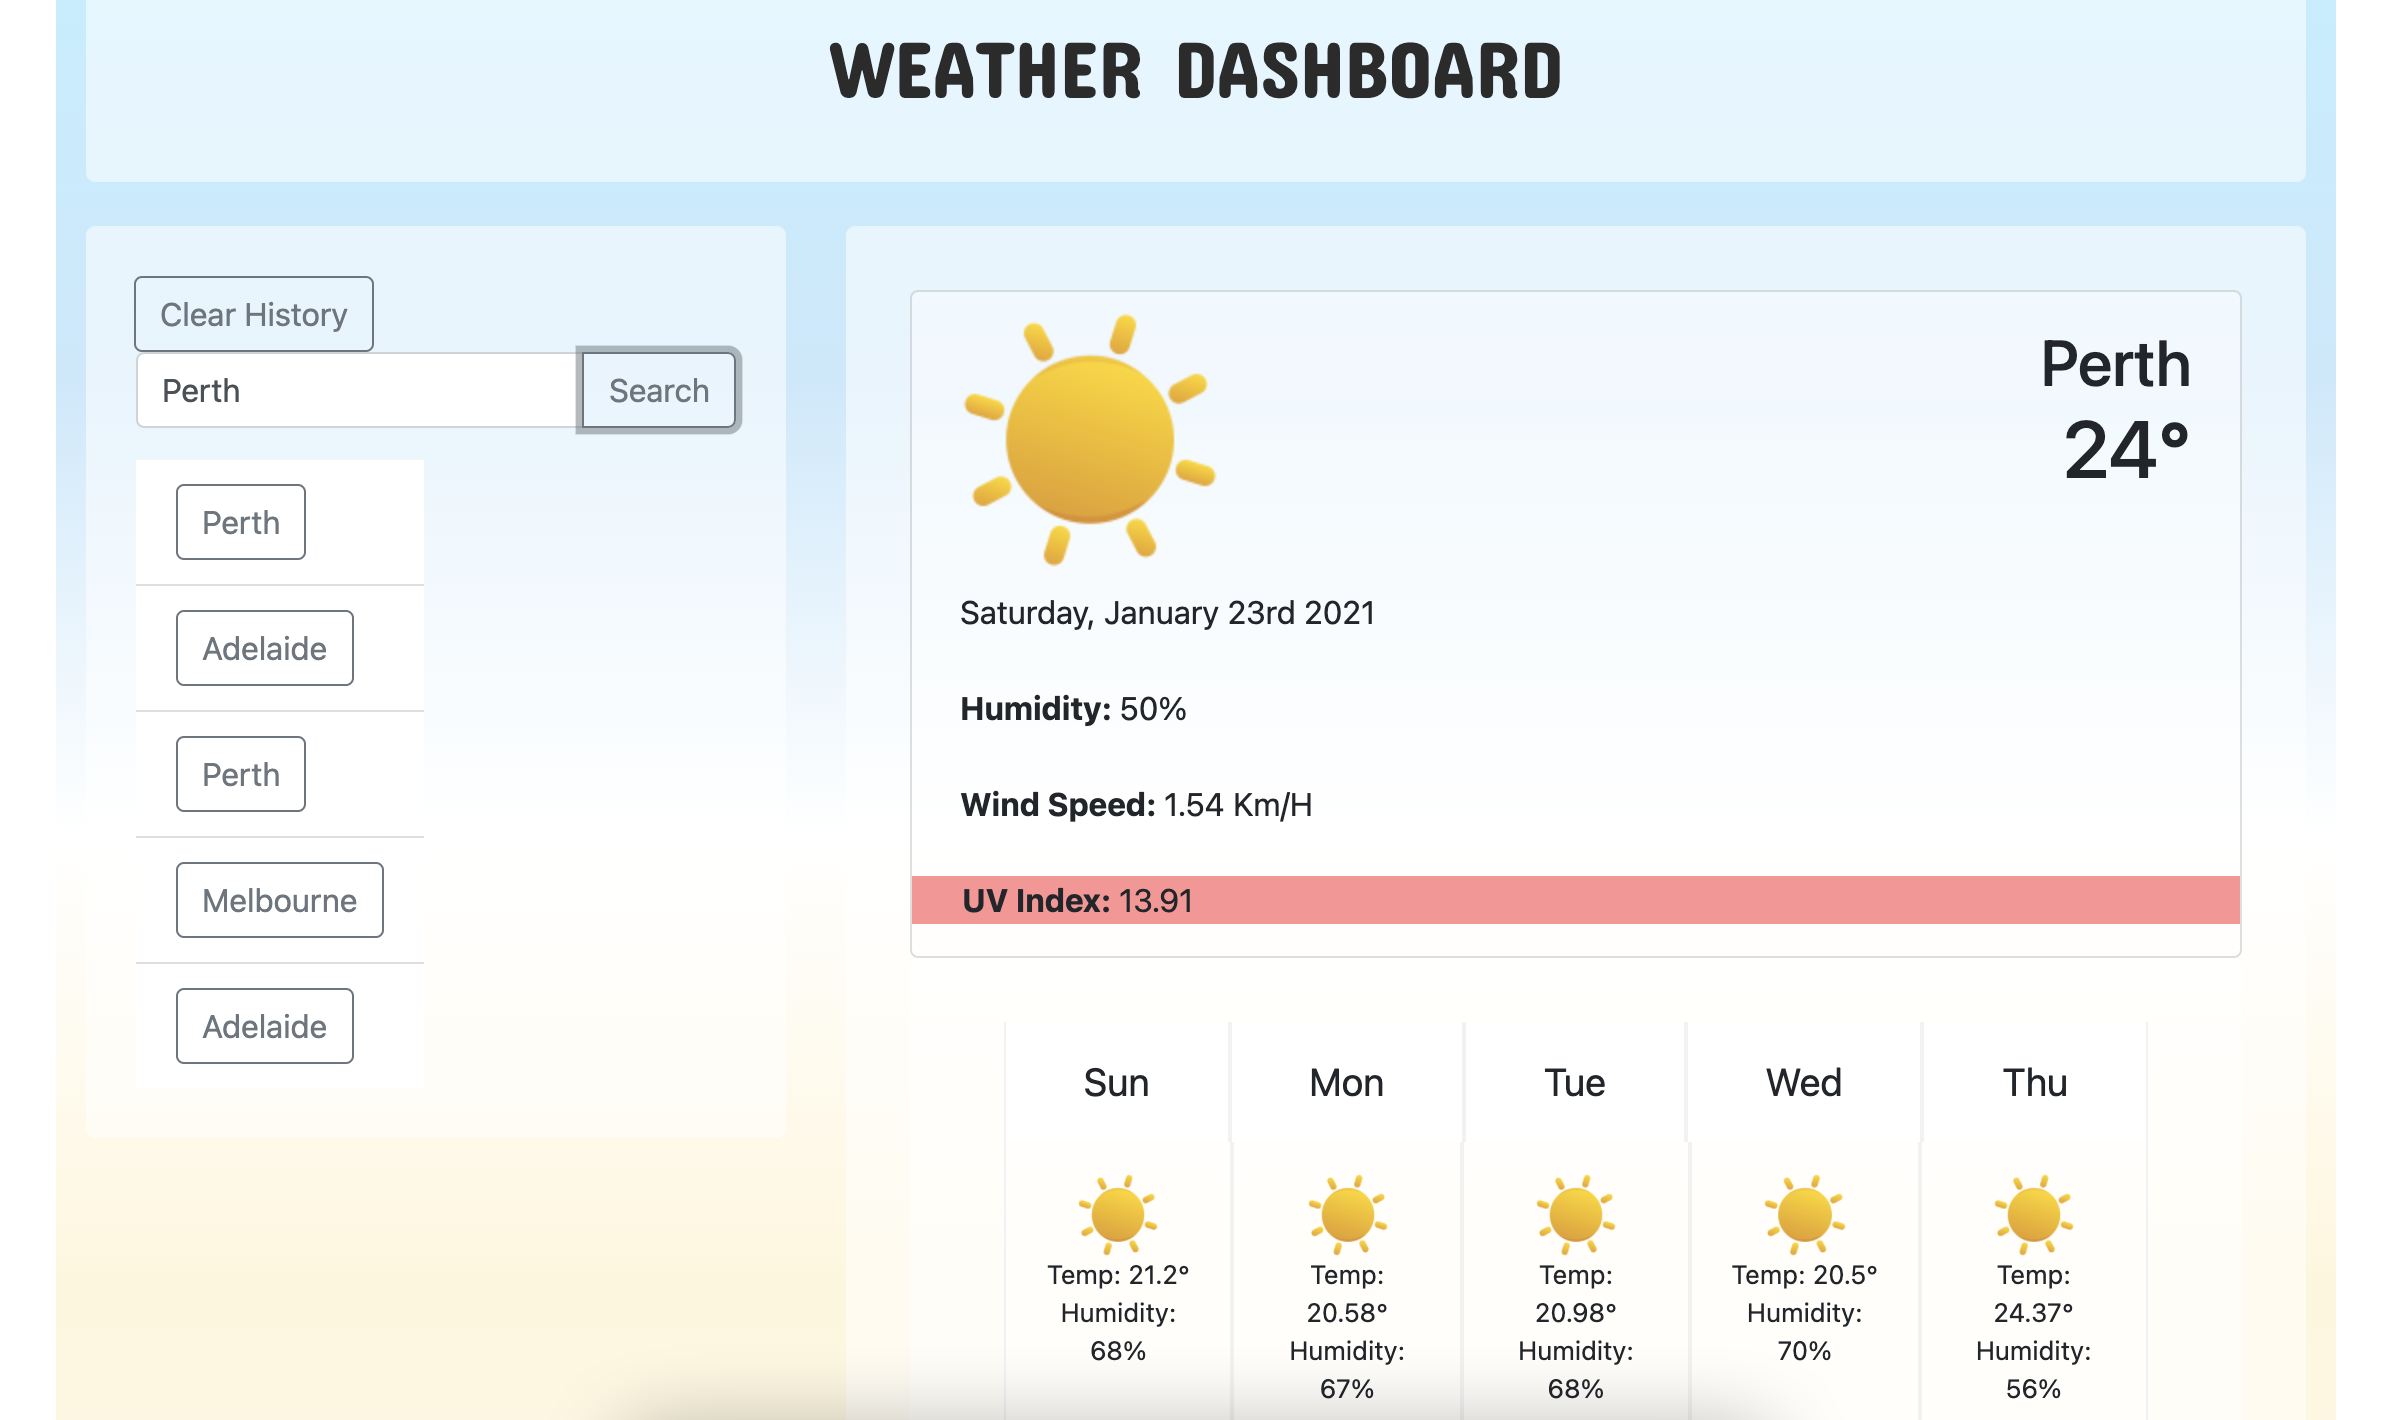 WEATHER DASHBOARD
Clear History
Perth
Search
Perth
Adelaide
Perth
Melbourne
Adelaide
Perth
24°
Saturday, January 23rd 2021
Humidity: 50%
Wind Speed: 1.54 Km/H
UV Index: 13.91
Sun
Mon
Tue
Wed
Thu
Temp: 21.2°
Humidity:
68%
Temp:
20.58°
Humidity:
67%
Temp:
20.98°
Humidity:
68%
Temp: 20.5°
Humidity:
70%
Temp:
24.37°
Humidity:
56%